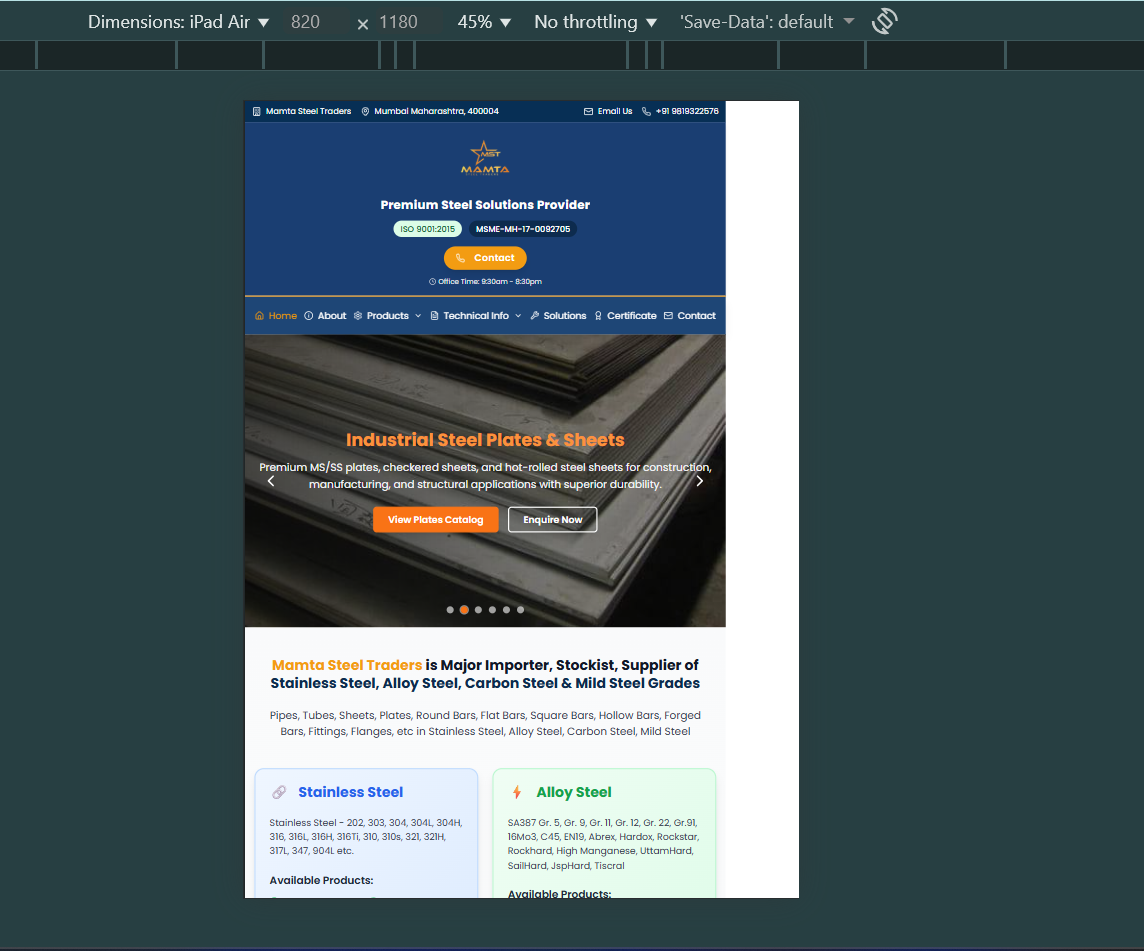 Dimensions: iPad Air 820 × 1180 45% No throttling 'Save-Data': default
Mamta Steel Traders Mumbai Maharashtra, 400004 Email Us +91 9819322576
MST
MAMTA
Premium Steel Solutions Provider
ISO 9001:2015 MSME-MH-17-0092705
Contact
Office Time: 9:30am - 8:30pm
Home About Products Technical Info Solutions Certificate Contact
Industrial Steel Plates & Sheets
Premium MS/SS plates, checkered sheets, and hot-rolled steel sheets for construction,
manufacturing, and structural applications with superior durability.
View Plates Catalog Enquire Now
Mamta Steel Traders is Major Importer, Stockist, Supplier of
Stainless Steel, Alloy Steel, Carbon Steel & Mild Steel Grades
Pipes, Tubes, Sheets, Plates, Round Bars, Flat Bars, Square Bars, Hollow Bars, Forged
Bars, Fittings, Flanges, etc in Stainless Steel, Alloy Steel, Carbon Steel, Mild Steel
Stainless Steel
Stainless Steel - 202, 303, 304, 304L, 304H,
316, 316L, 316H, 316Ti, 310, 310s, 321, 321H,
317L, 347, 904L etc.
Available Products:
Alloy Steel
SA387 Gr. 5, Gr. 9, Gr. 11, Gr. 12, Gr. 22, Gr.91,
16Mo3, C45, EN19, Abrex, Hardox, Rockstar,
Rockhard, High Manganese, UttamHard,
SailHard, JspHard, Tiscral
Available Products: